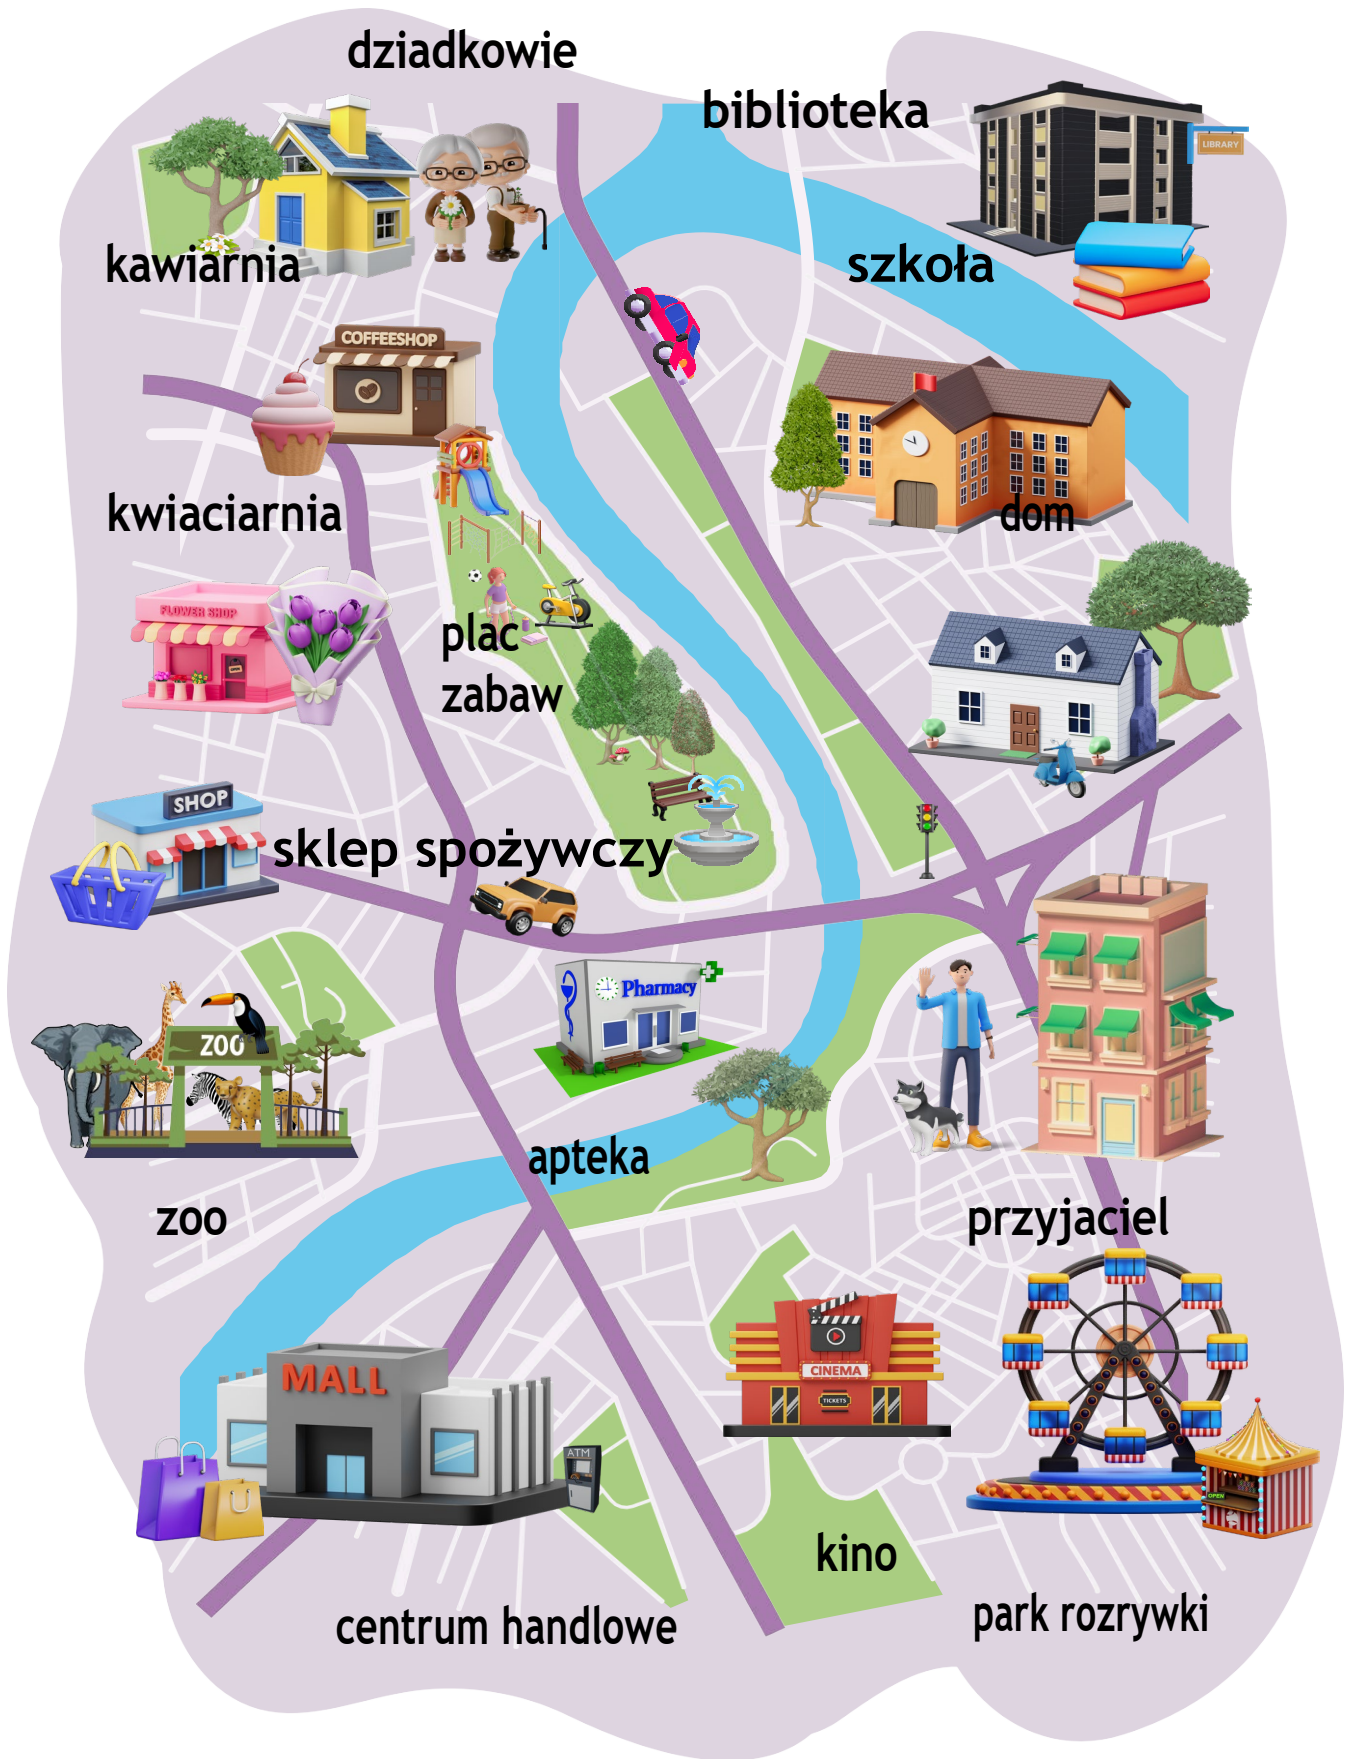 dziadkowie
biblioteka
LIBRARY
kawiarnia
szkoła
COFFEESHOP
kwiaciarnia
dom
FLOWER SHOP
plac
zabaw
SHOP
sklep spożywczy
Pharmacy
ZOO
apteka
zoo
przyjaciel
CINEMA
TICKETS
MALL
ATM
OPEN
kino
centrum handlowe
park rozrywki